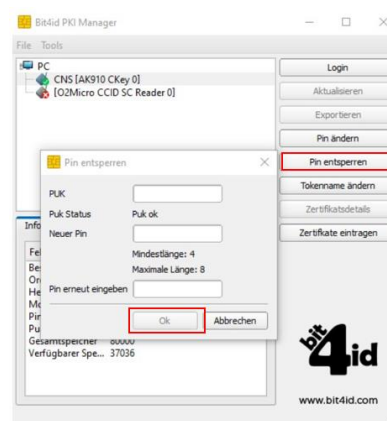 Bit4id PKI Manager
File Tools
PC
CNS [AK910 CKey 0]
[O2Micro CCID SC Reader 0]
Login
Aktualisieren
Exportieren
Pin ändern
Pin entsperren
Tokenname ändern
Zertifikatsdetails
Zertifikate eintragen
Pin entsperren
PUK
Puk Status Puk ok
Neuer Pin
Mindestlänge: 4
Maximale Länge: 8
Pin erneut eingeben
Ok Abbrechen
Gesamtspeicher 80000
Verfügbarer Spe... 37036
bit4id
www.bit4id.com